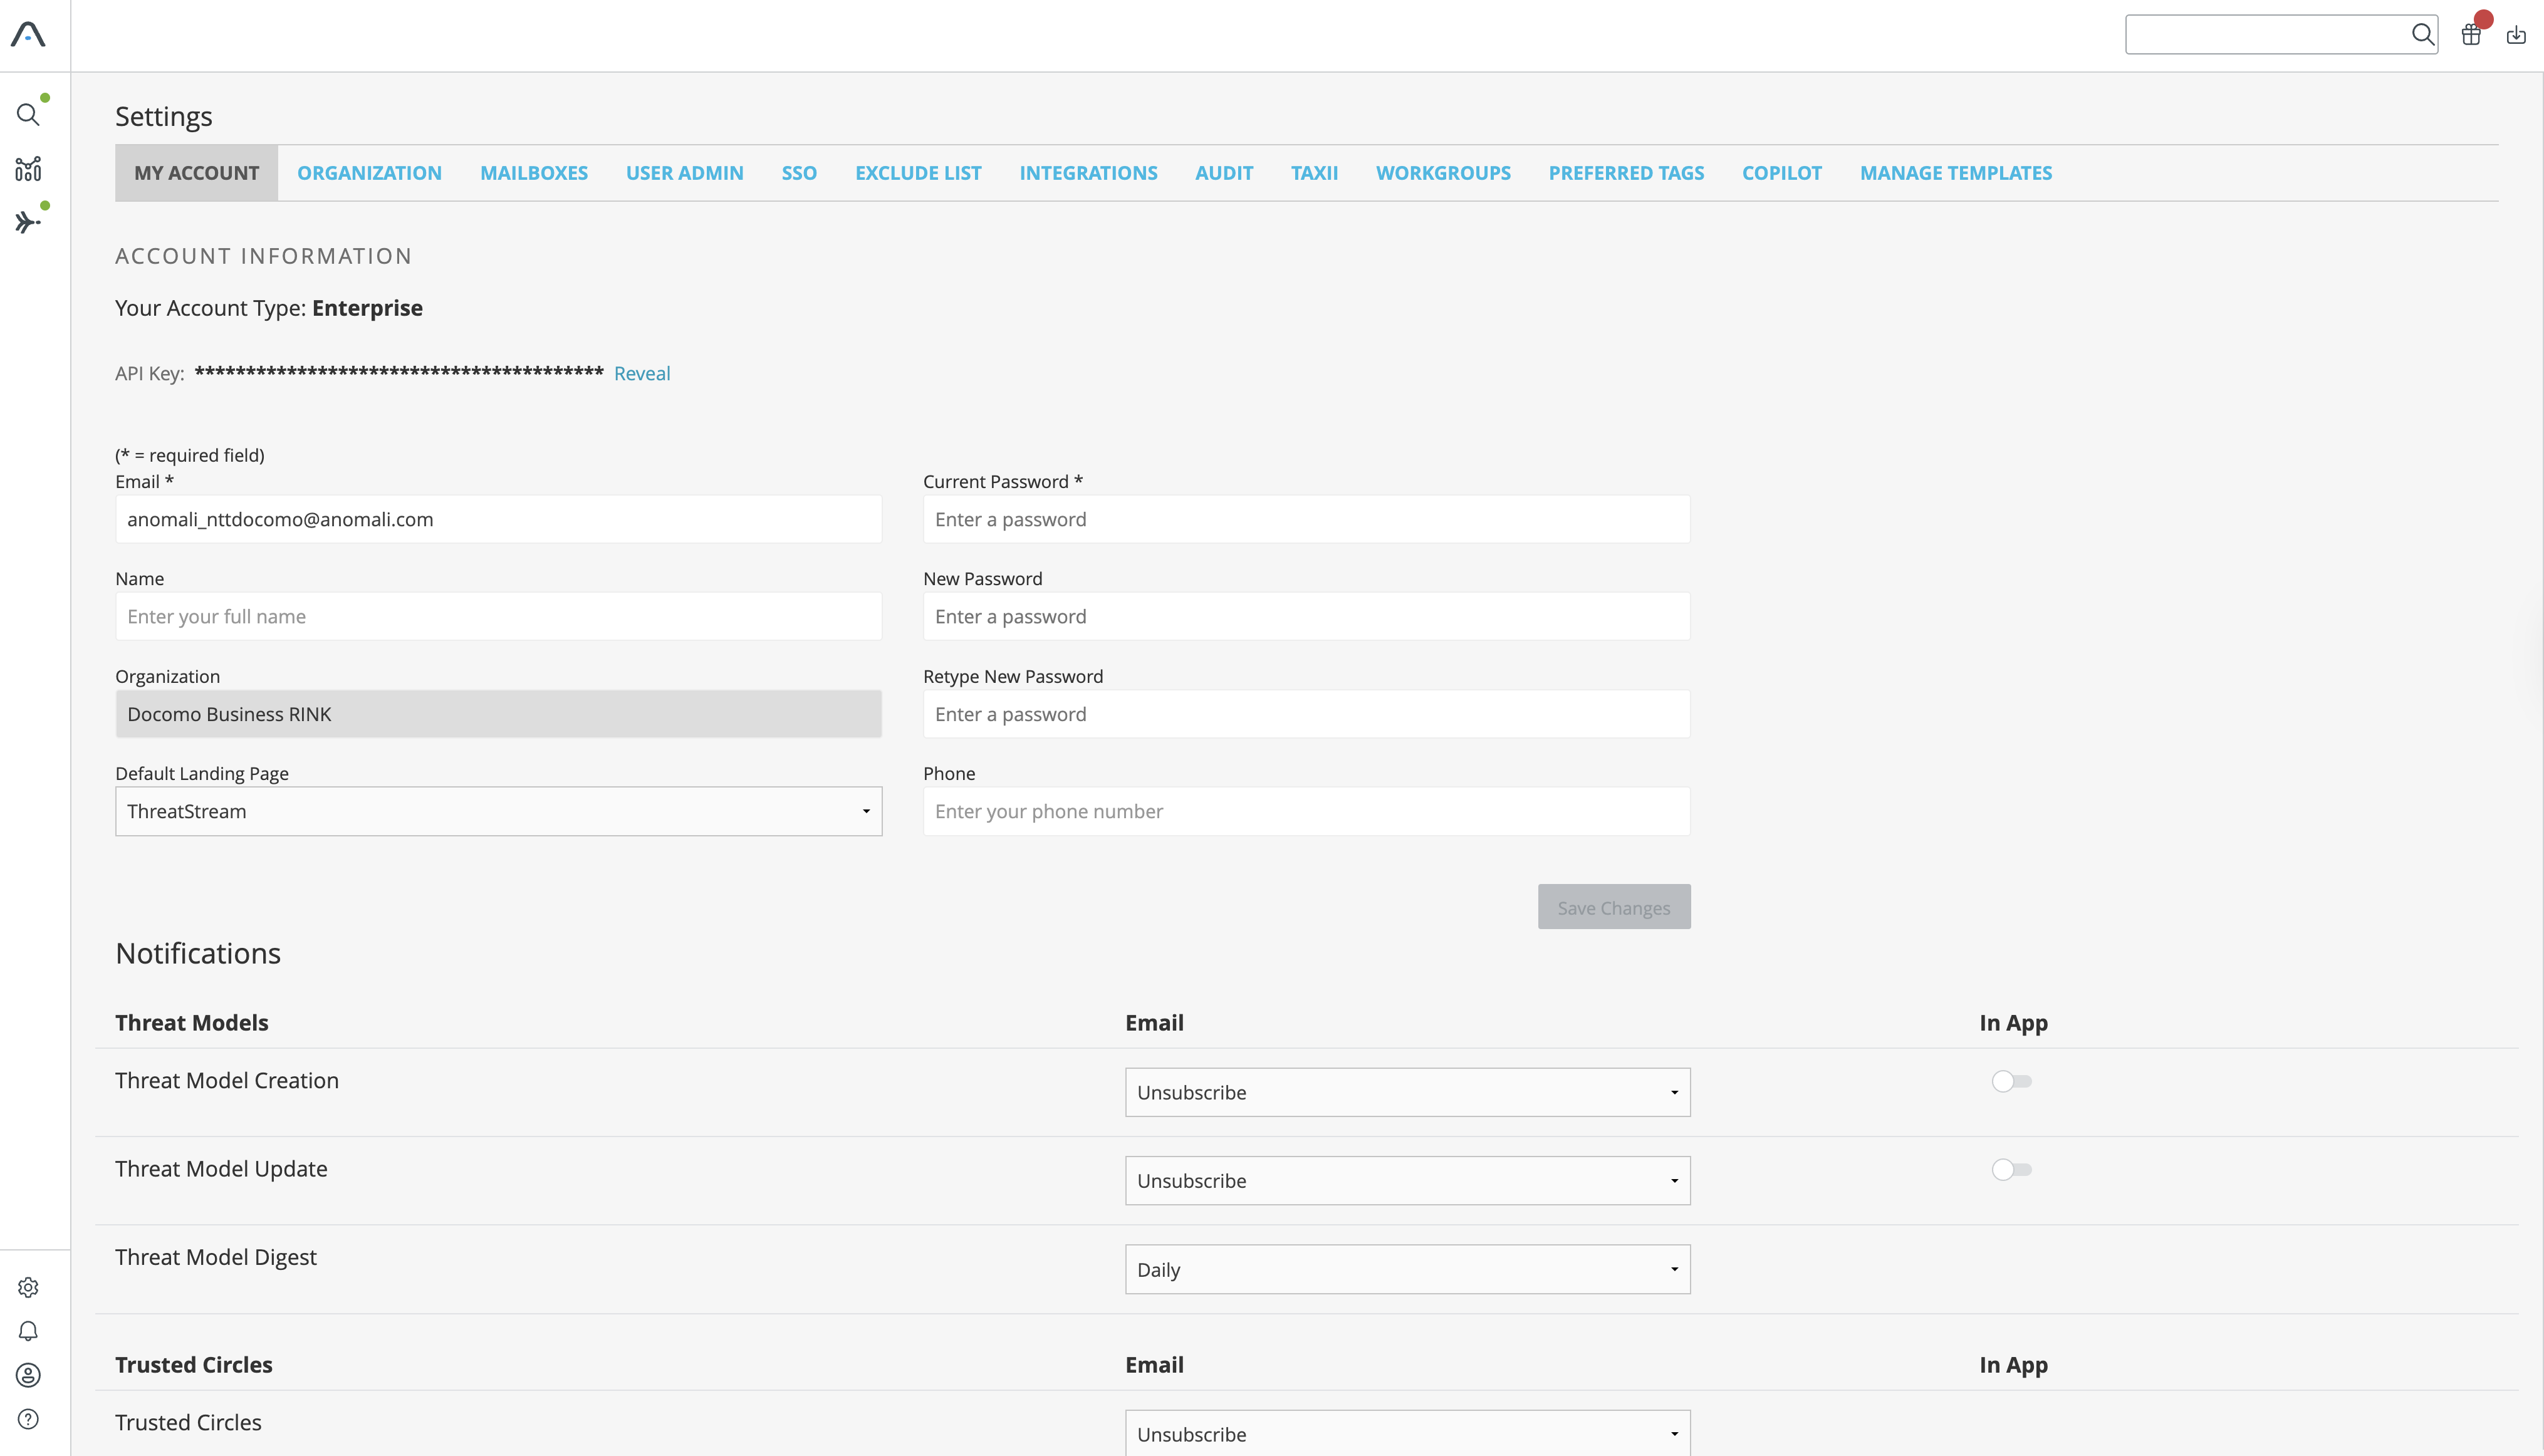 Settings
MY ACCOUNT ORGANIZATION MAILBOXES USER ADMIN SSO EXCLUDE LIST INTEGRATIONS AUDIT TAXII WORKGROUPS PREFERRED TAGS COPILOT MANAGE TEMPLATES
ACCOUNT INFORMATION
Your Account Type: Enterprise
API Key: **************************************** Reveal
(* = required field)
Email * Current Password *
anomali_nttdocomo@anomali.com Enter a password
Name New Password
Enter your full name Enter a password
Organization Retype New Password
Docomo Business RINK Enter a password
Default Landing Page Phone
ThreatStream Enter your phone number
Save Changes
Notifications
Threat Models Email In App
Threat Model Creation Unsubscribe
Threat Model Update Unsubscribe
Threat Model Digest Daily
Trusted Circles Email In App
Trusted Circles Unsubscribe